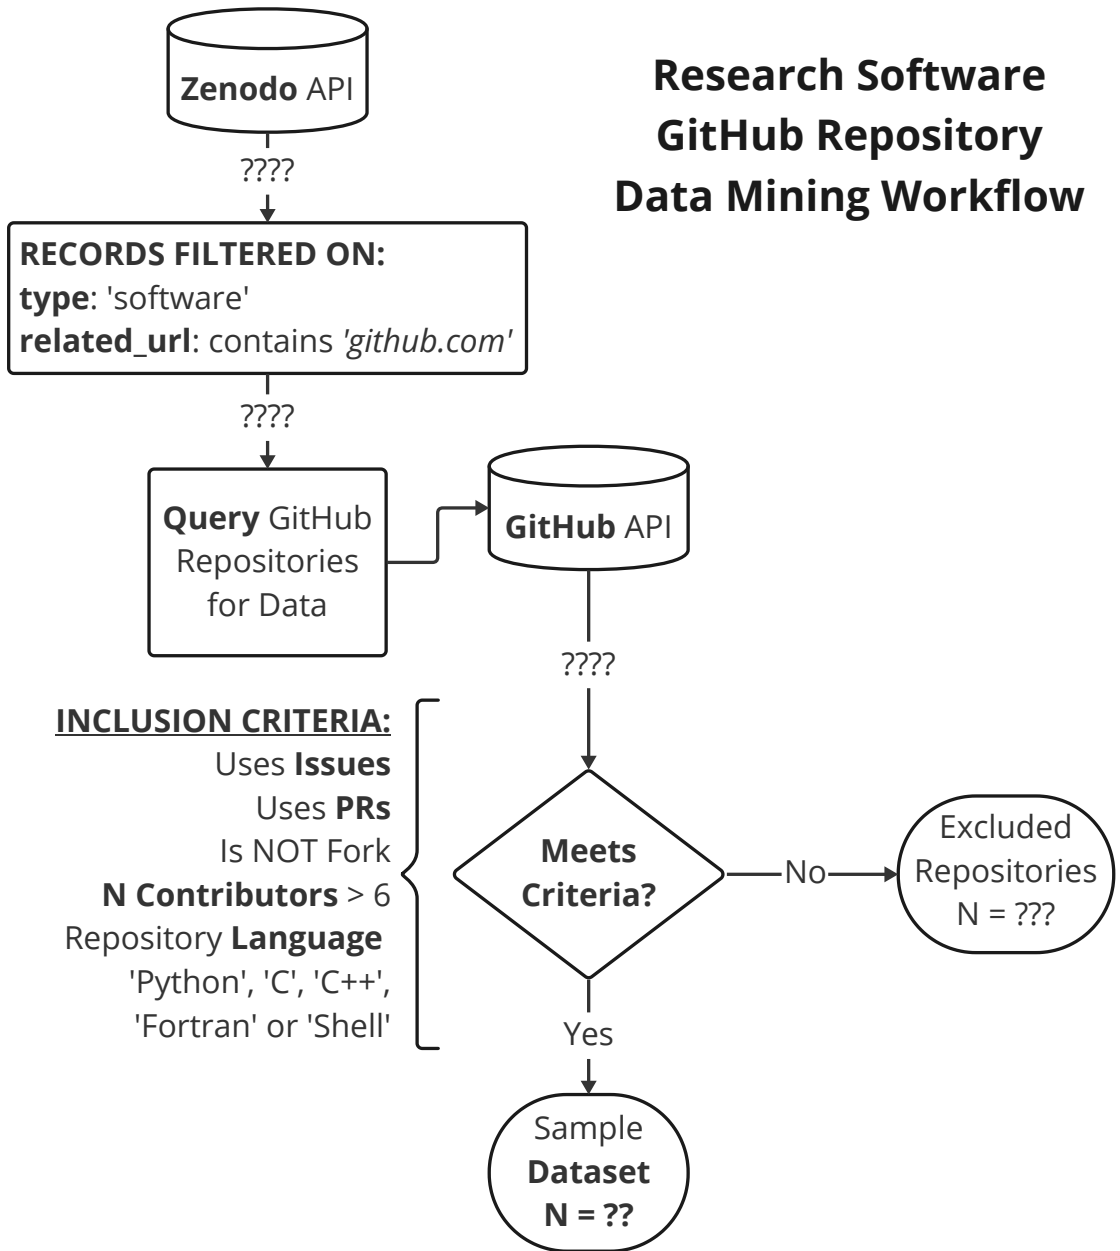 Research Software
GitHub Repository
Data Mining Workflow
Zenodo API
????
RECORDS FILTERED ON:
type: 'software'
related_url: contains 'github.com'
????
Query GitHub
Repositories
for Data
GitHub API
????
INCLUSION CRITERIA:
Uses Issues
Uses PRs
Is NOT Fork
N Contributors > 6
Repository Language
'Python', 'C', 'C++',
'Fortran' or 'Shell'
Meets
Criteria?
No
Excluded
Repositories
N = ???
Yes
Sample
Dataset
N = ??